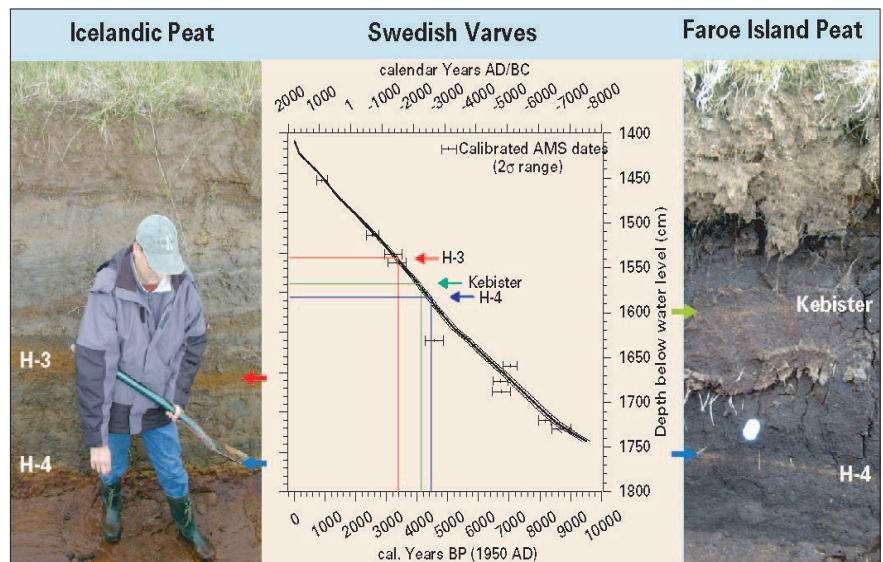 Icelandic Peat
Swedish Varves
Faroe Island Peat
calendar Years AD/BC
2000 1000 1 -1000 -2000 -3000 -4000 -5000 -6000 -7000 -8000
Calibrated AMS dates
(2σ range)
1400
1450
1500
1550
1600
1650
1700
1750
1800
Depth below water level (cm)
H-3
Kebister
H-4
0 1000 2000 3000 4000 5000 6000 7000 8000 9000 10000
cal. Years BP (1950 AD)
H-3
H-4
Kebister
H-4